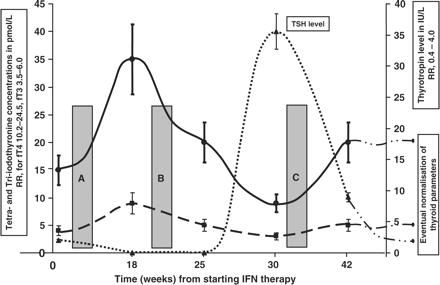 Tetra- and Tri-iodothyronine concentrations in pmol/L
RR, for fT4 10.2–24.5, fT3 3.5–6.0
45
40
35
30
25
20
15
10
5
0
A
B
C
TSH level
0
18
25
30
42
Time (weeks) from starting IFN therapy
40
35
30
25
20
15
10
5
0
Thyrotropin level in IU/L
RR, 0.4 – 4.0
Eventual normalisation of
thyroid parameters